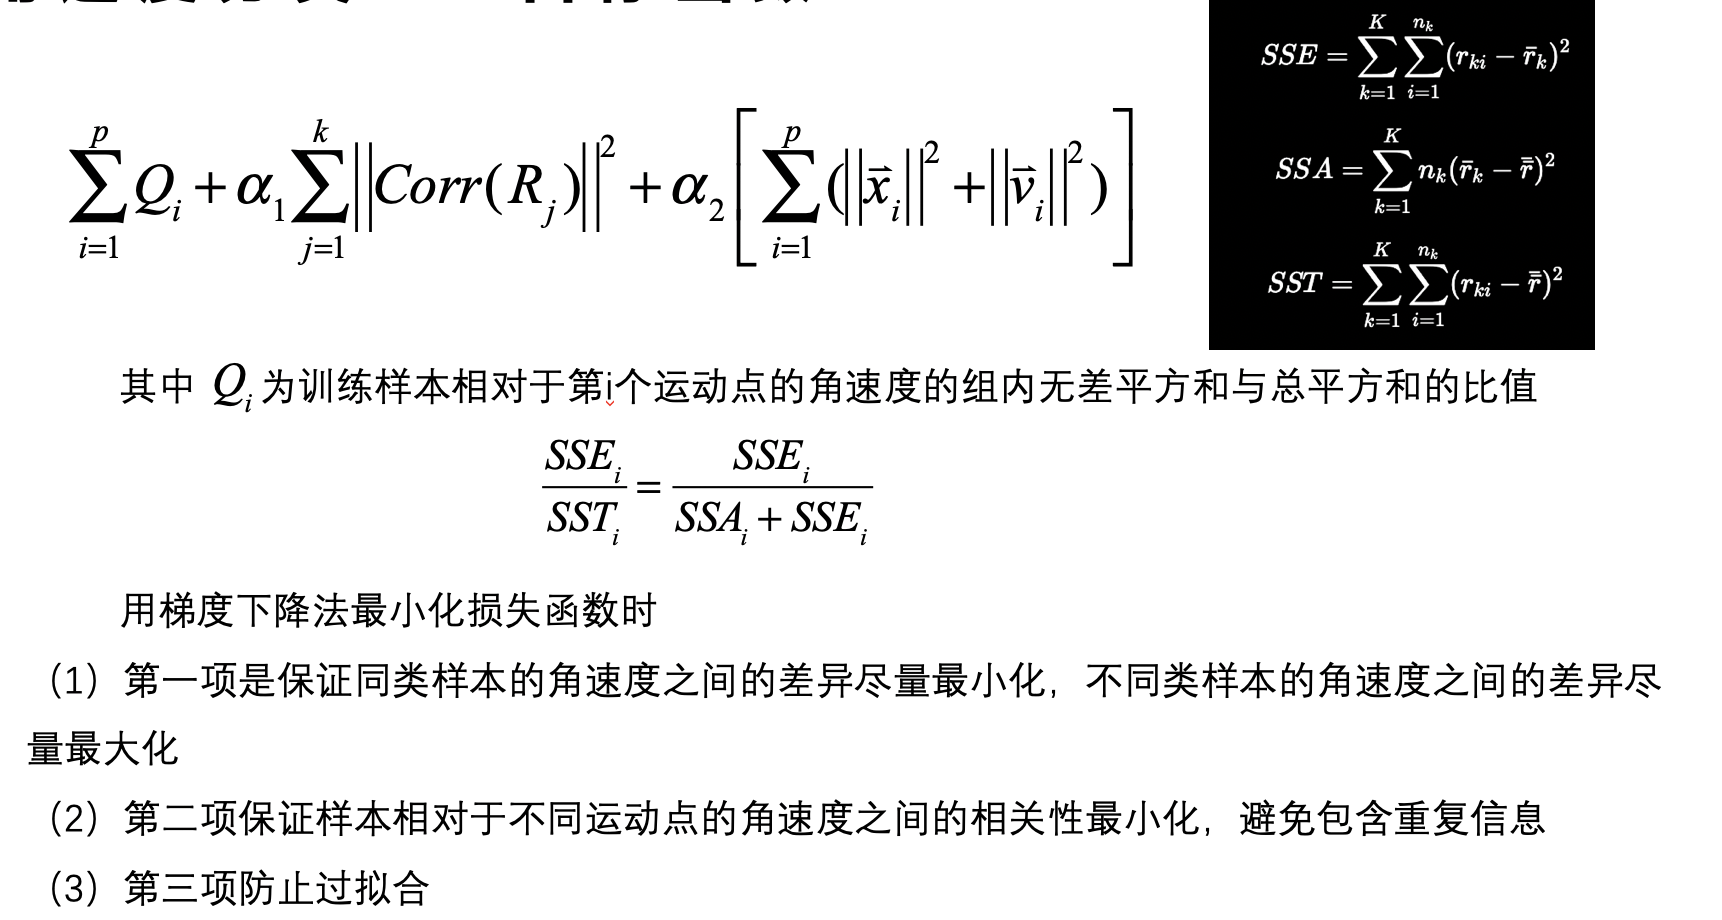 SSE = \sum_{k=1}^{K} \sum_{i=1}^{n_k} (r_{ki} - \bar{r}_k)^2
SSA = \sum_{k=1}^{K} n_k (\bar{r}_k - \bar{\bar{r}})^2
SST = \sum_{k=1}^{K} \sum_{i=1}^{n_k} (r_{ki} - \bar{\bar{r}})^2
\sum_{i=1}^{p} Q_i + \alpha_1 \sum_{j=1}^{k} ||Corr(R_j)||^2 + \alpha_2 [ \sum_{i=1}^{p} (||\vec{x}_i||^2 + ||\vec{v}_i||^2) ]
其中 Q_i 为训练样本相对于第i个运动点的角速度的组内无差平方和与总平方和的比值
\frac{SSE_i}{SST_i} = \frac{SSE_i}{SSA_i + SSE_i}
用梯度下降法最小化损失函数时
（1）第一项是保证同类样本的角速度之间的差异尽量最小化，不同类样本的角速度之间的差异尽
量最大化
（2）第二项保证样本相对于不同运动点的角速度之间的相关性最小化，避免包含重复信息
（3）第三项防止过拟合